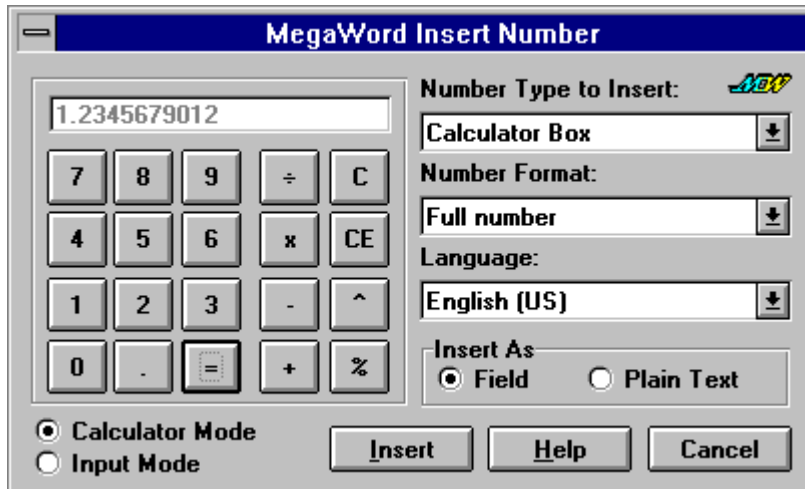 MegaWord Insert Number
1.2345679012
7 8 9 ÷ C
4 5 6 x CE
1 2 3 - ^
0 . = + %
Number Type to Insert: NEW
Calculator Box
Number Format:
Full number
Language:
English (US)
Insert As
Field Plain Text
Calculator Mode
Input Mode
Insert Help Cancel